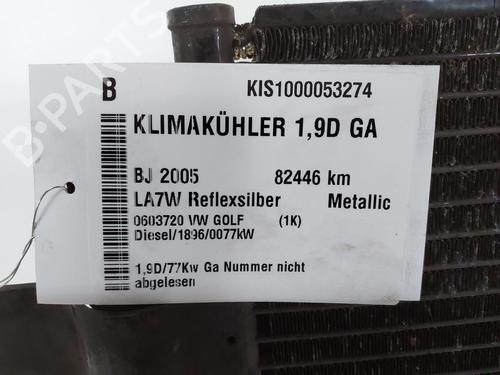 B KIS1000053274
KLIMAKÜHLER 1,9D GA
BJ 2005 82446 km
LA7W Reflexsilber Metallic
0603720 VW GOLF (1K)
Diesel/1896/0077kW
1,9D/77Kw Ga Nummer nicht
abgelesen
B-PARTS